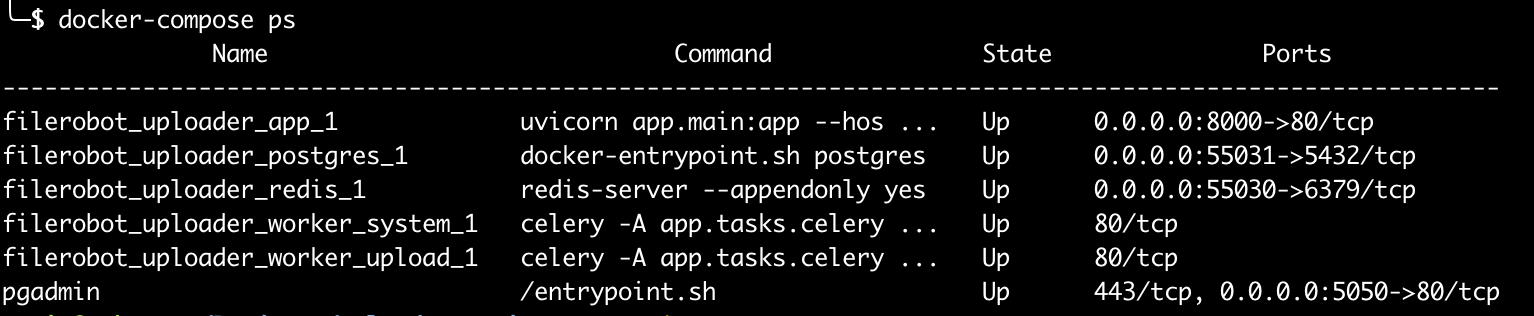 $ docker-compose ps
Name Command State Ports
------------------------------------------------------------------------------------------------------------
filerobot_uploader_app_1 uvicorn app.main:app --hos ... Up 0.0.0.0:8000->80/tcp
filerobot_uploader_postgres_1 docker-entrypoint.sh postgres Up 0.0.0.0:55031->5432/tcp
filerobot_uploader_redis_1 redis-server --appendonly yes Up 0.0.0.0:55030->6379/tcp
filerobot_uploader_worker_system_1 celery -A app.tasks.celery ... Up 80/tcp
filerobot_uploader_worker_upload_1 celery -A app.tasks.celery ... Up 80/tcp
pgadmin /entrypoint.sh Up 443/tcp, 0.0.0.0:5050->80/tcp